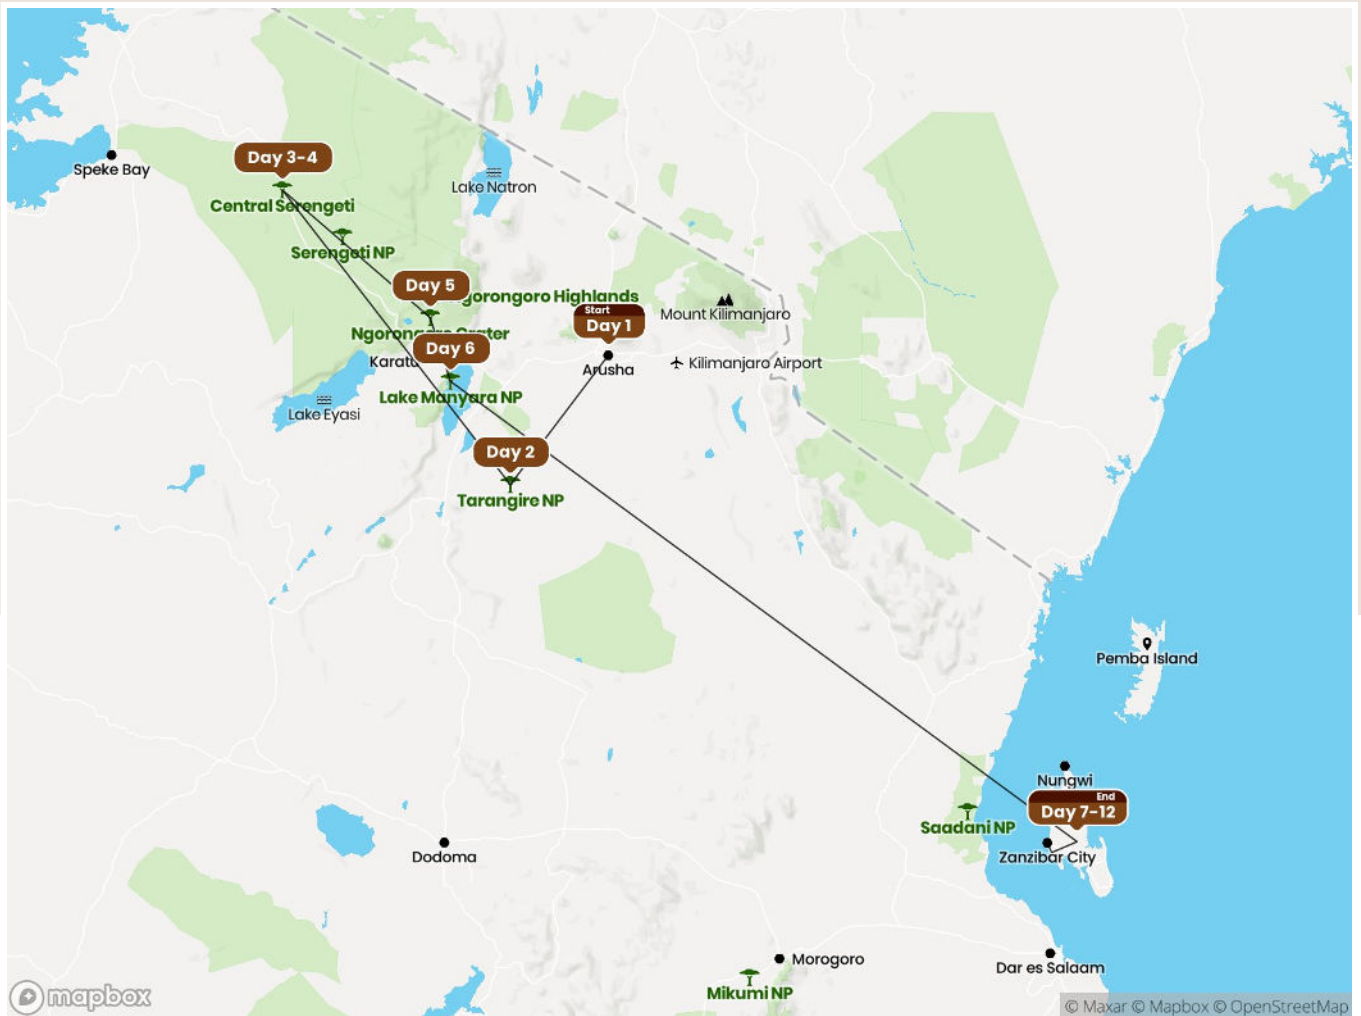 Speke Bay
Day 3-4
Central Serengeti
Serengeti NP
Lake Natron
Day 5
Ngorongoro Highlands
Start
Day 1
Mount Kilimanjaro
Ngorongoro Crater
Day 6
Karatu
Arusha
Kilimanjaro Airport
Lake Manyara NP
Lake Eyasi
Day 2
Tarangire NP
Pemba Island
Nungwi
End
Day 7-12
Saadani NP
Zanzibar City
Dodoma
Morogoro
Dar es Salaam
Mikumi NP
mapbox
© Maxar © Mapbox © OpenStreetMap